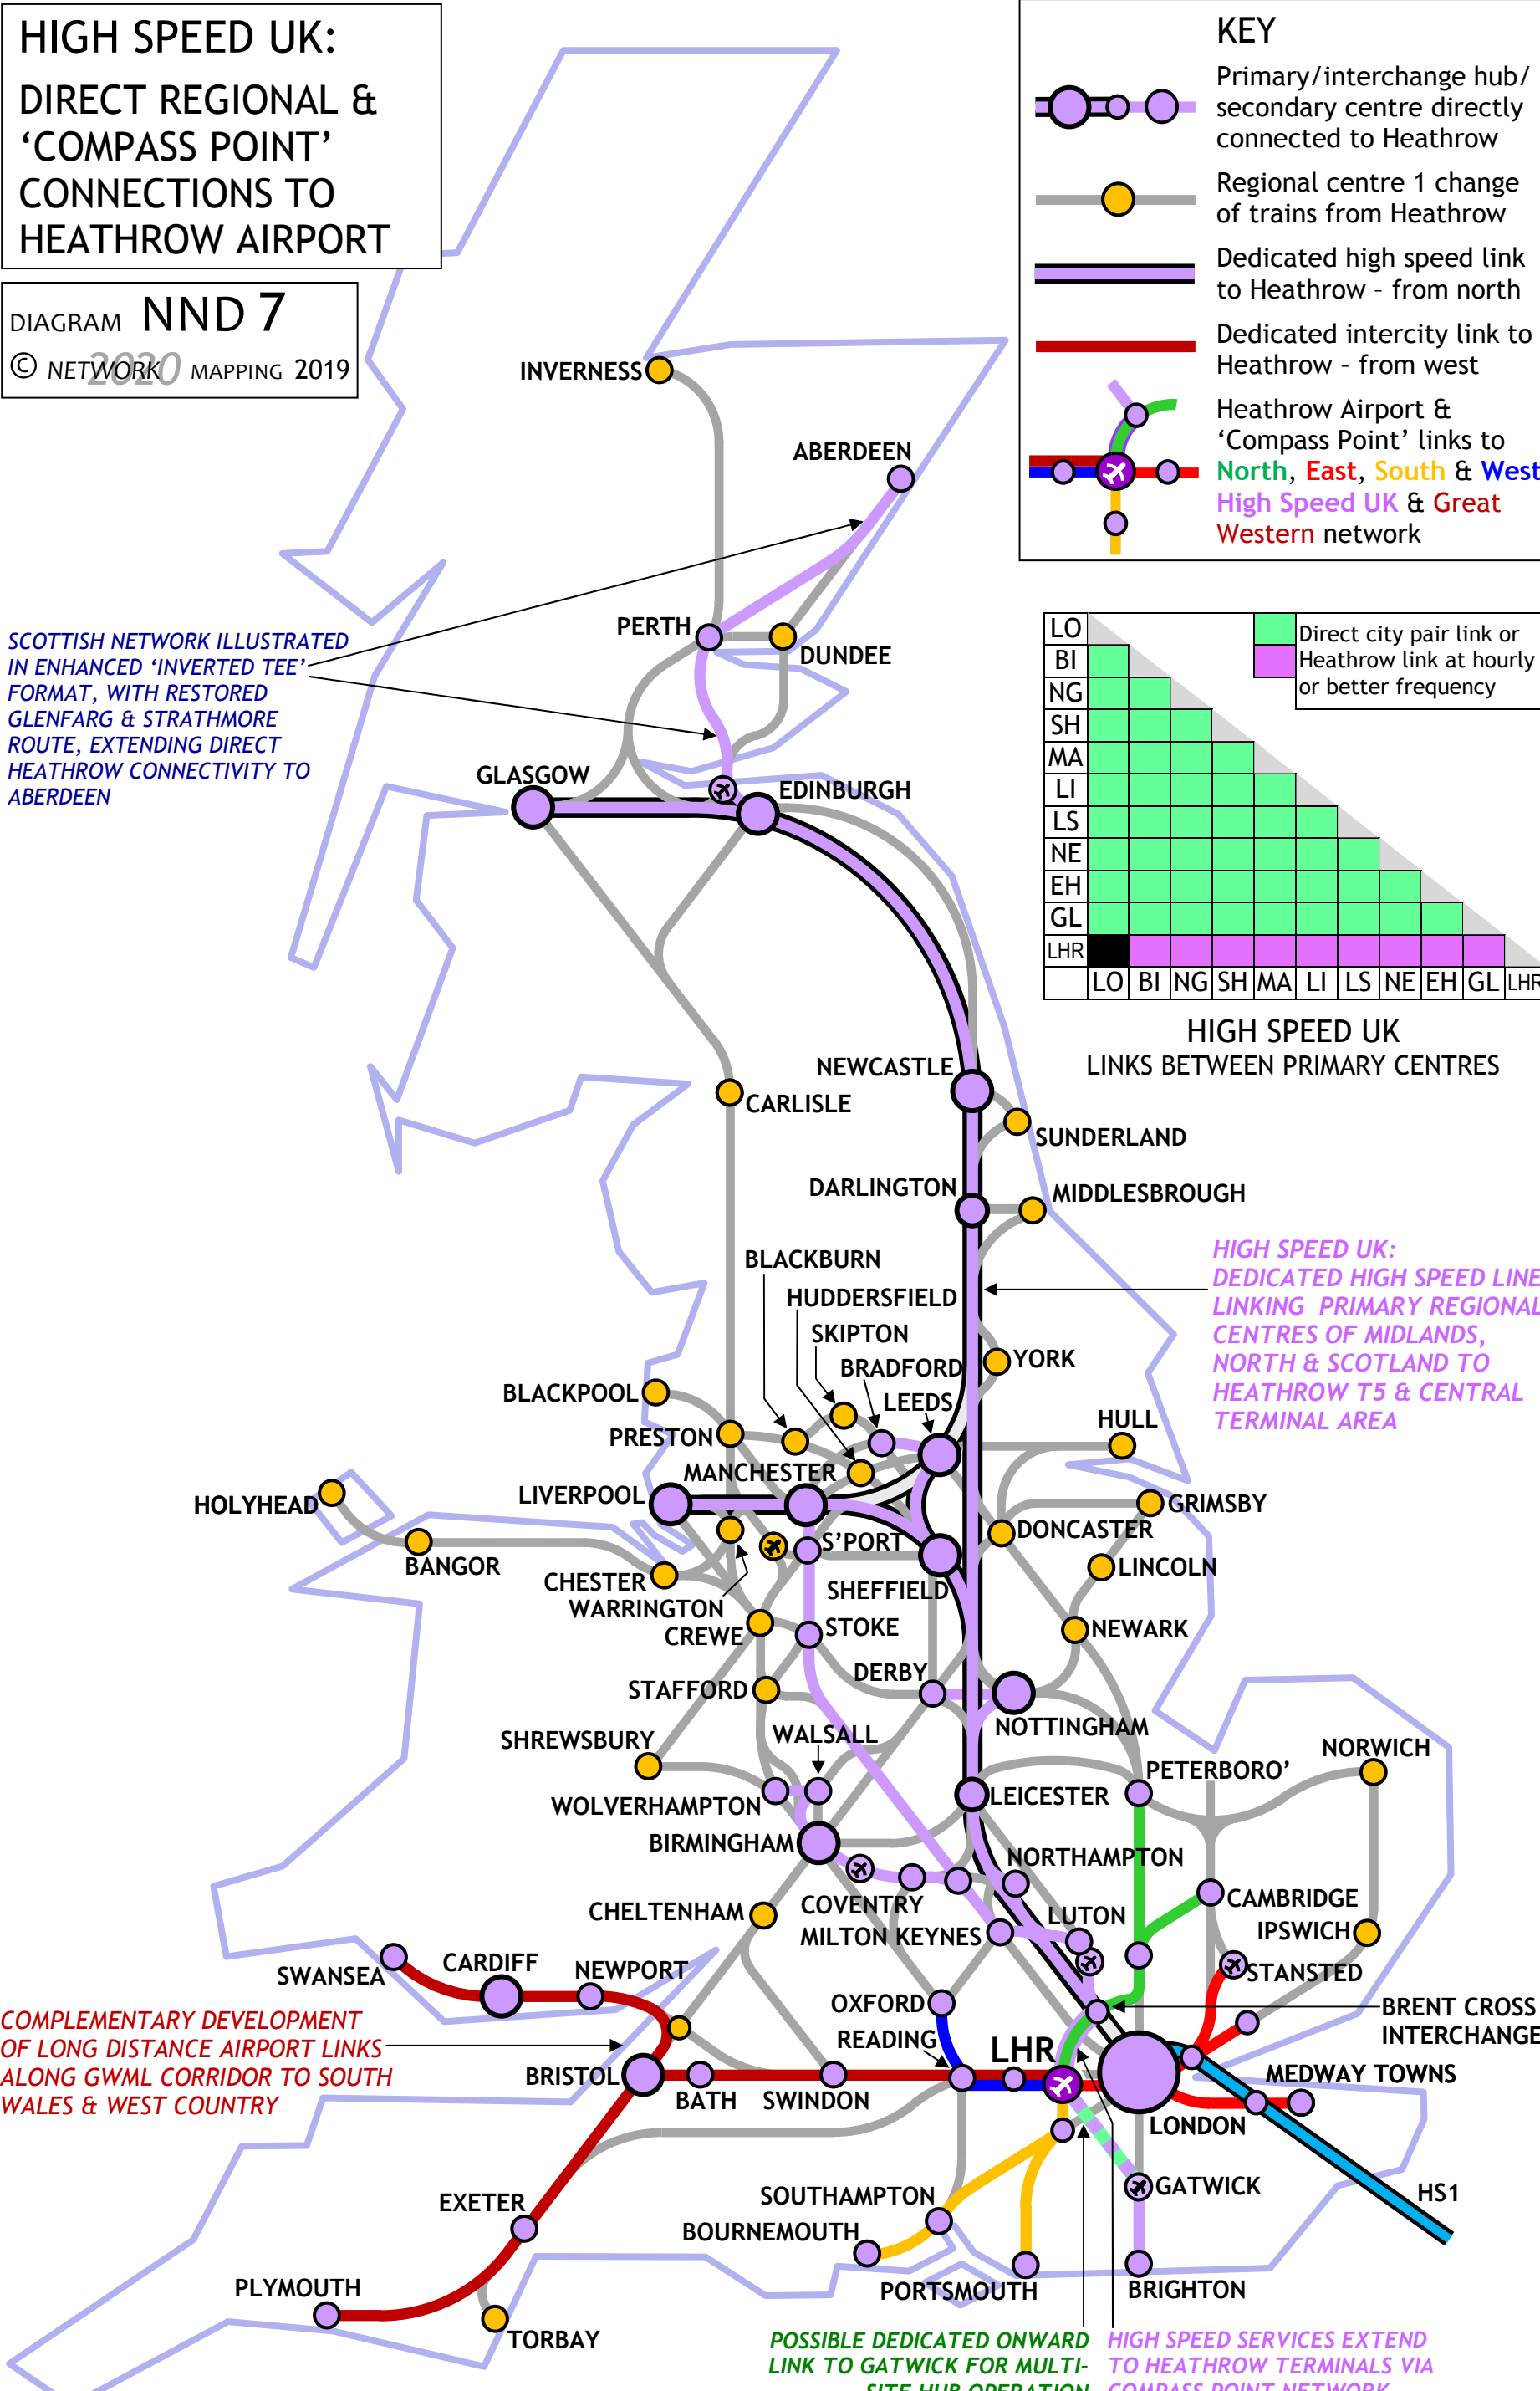 HIGH SPEED UK:
DIRECT REGIONAL &
‘COMPASS POINT’
CONNECTIONS TO
HEATHROW AIRPORT
DIAGRAM NND 7
© NETWORK 2020 MAPPING 2019
KEY
Primary/interchange hub/
secondary centre directly
connected to Heathrow
Regional centre 1 change
of trains from Heathrow
Dedicated high speed link
to Heathrow – from north
Dedicated intercity link to
Heathrow – from west
Heathrow Airport &
‘Compass Point’ links to
North, East, South & West
High Speed UK & Great
Western network
LO
BI
NG
SH
MA
LI
LS
NE
EH
GL
LHR
LO BI NG SH MA LI LS NE EH GL LHR
Direct city pair link or
Heathrow link at hourly
or better frequency
HIGH SPEED UK
LINKS BETWEEN PRIMARY CENTRES
INVERNESS
ABERDEEN
PERTH
DUNDEE
SCOTTISH NETWORK ILLUSTRATED
IN ENHANCED ‘INVERTED TEE’
FORMAT, WITH RESTORED
GLENFARG & STRATHMORE
ROUTE, EXTENDING DIRECT
HEATHROW CONNECTIVITY TO
ABERDEEN
GLASGOW
EDINBURGH
NEWCASTLE
CARLISLE
SUNDERLAND
DARLINGTON
MIDDLESBROUGH
HIGH SPEED UK:
DEDICATED HIGH SPEED LINE
LINKING PRIMARY REGIONAL
CENTRES OF MIDLANDS,
NORTH & SCOTLAND TO
HEATHROW T5 & CENTRAL
TERMINAL AREA
BLACKBURN
HUDDERSFIELD
SKIPTON
BRADFORD
LEEDS
YORK
BLACKPOOL
PRESTON
HULL
MANCHESTER
LIVERPOOL
HOLYHEAD
GRIMSBY
DONCASTER
BANGOR
S’PORT
LINCOLN
CHESTER
SHEFFIELD
WARRINGTON
CREWE
STOKE
NEWARK
DERBY
STAFFORD
NOTTINGHAM
WALSALL
SHREWSBURY
NORWICH
PETERBORO’
WOLVERHAMPTON
LEICESTER
BIRMINGHAM
NORTHAMPTON
COVENTRY
CAMBRIDGE
CHELTENHAM
LUTON
MILTON KEYNES
IPSWICH
SWANSEA
CARDIFF
NEWPORT
STANSTED
OXFORD
BRENT CROSS
INTERCHANGE
READING
LHR
COMPLEMENTARY DEVELOPMENT
OF LONG DISTANCE AIRPORT LINKS
ALONG GWML CORRIDOR TO SOUTH
WALES & WEST COUNTRY
BRISTOL
BATH
SWINDON
MEDWAY TOWNS
LONDON
GATWICK
HS1
EXETER
SOUTHAMPTON
BOURNEMOUTH
PLYMOUTH
PORTSMOUTH
BRIGHTON
TORBAY
POSSIBLE DEDICATED ONWARD
LINK TO GATWICK FOR MULTI-
SITE HUB OPERATION
HIGH SPEED SERVICES EXTEND
TO HEATHROW TERMINALS VIA
COMPASS POINT NETWORK